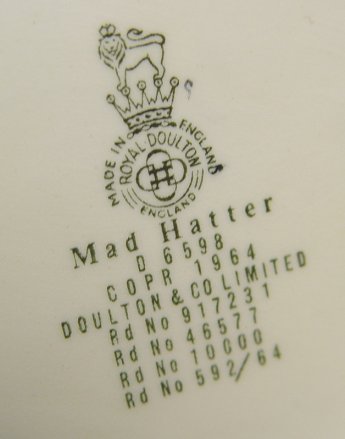 MADE IN ENGLAND
ROYAL DOULTON
ENGLAND
Mad Hatter
D 6598
COPR 1964
DOULTON & CO LIMITED
Rd No 917231
Rd No 46577
Rd No 10000
Rd No 592/64